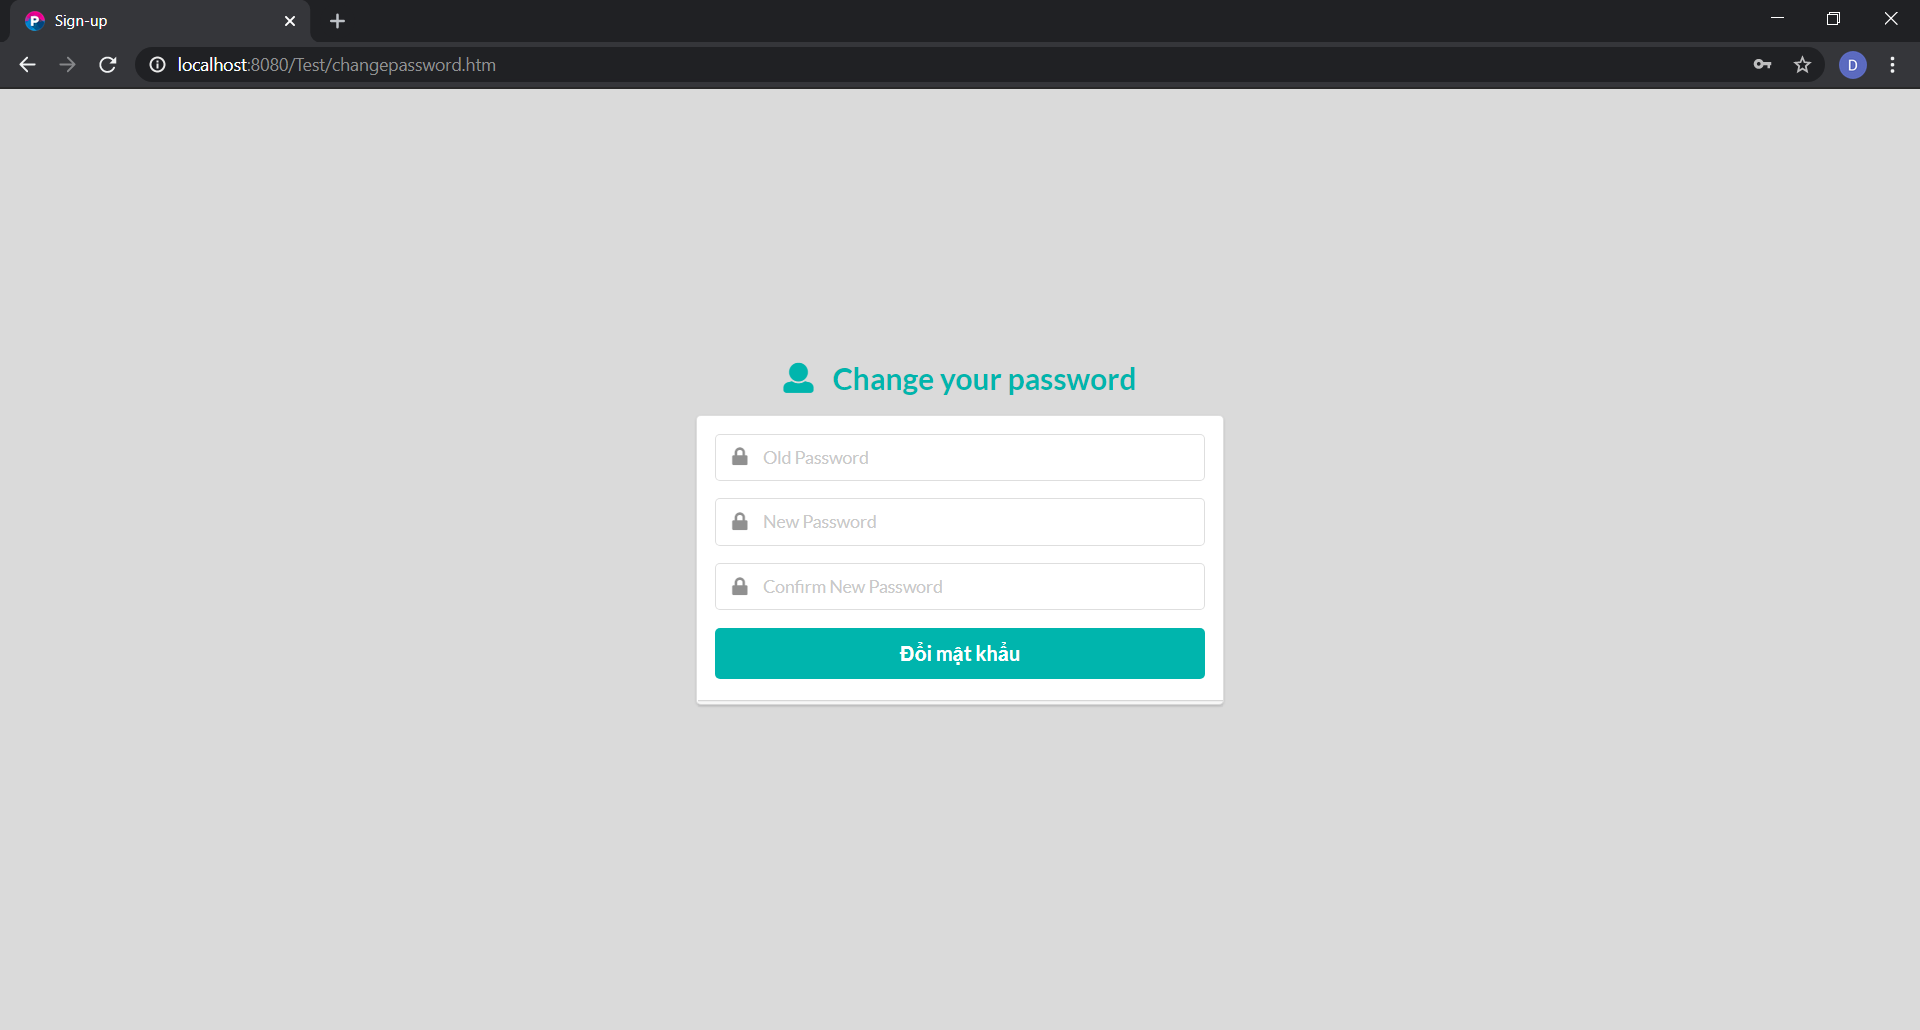 P Sign-up
localhost:8080/Test/changepassword.htm
D
Change your password
Old Password
New Password
Confirm New Password
Đổi mật khẩu